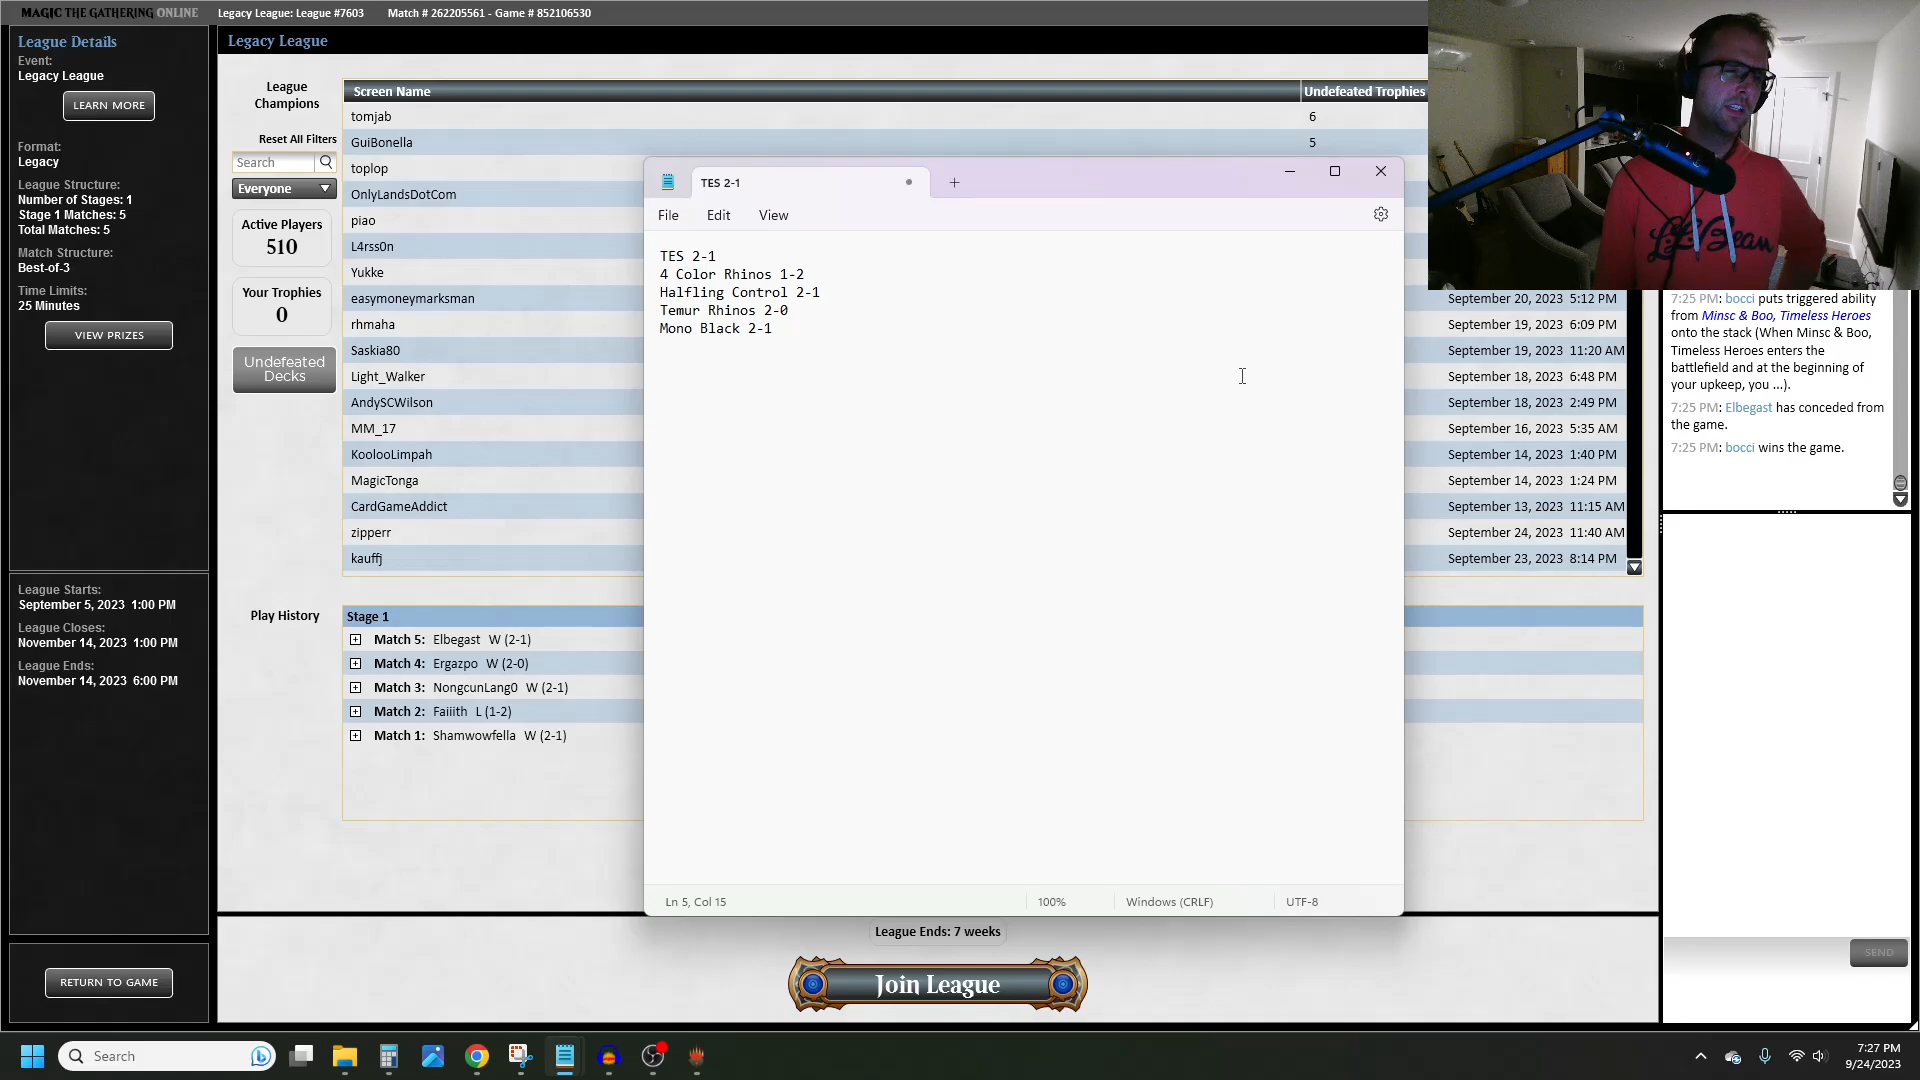 MAGIC THE GATHERING ONLINE
Legacy League: League #7603
Match # 262205561 - Game # 852106530
League Details
Event:
Legacy League
LEARN MORE
Format:
Legacy
League Structure:
Number of Stages: 1
Stage 1 Matches: 5
Total Matches: 5
Match Structure:
Best-of-3
Time Limits:
25 Minutes
VIEW PRIZES
League Starts:
September 5, 2023 1:00 PM
League Closes:
November 14, 2023 1:00 PM
League Ends:
November 14, 2023 6:00 PM
RETURN TO GAME
Legacy League
League
Champions
Reset All Filters
Search
Everyone
Active Players
510
Your Trophies
0
Undefeated
Decks
Screen Name
Undefeated Trophies
tomjab 6
GuiBonella 5
toplop
OnlyLandsDotCom
piao
L4rss0n
Yukke
easymoneymarksman September 20, 2023 5:12 PM
rhmaha September 19, 2023 6:09 PM
Saskia80 September 19, 2023 11:20 AM
Light_Walker September 18, 2023 6:48 PM
AndySCWilson September 18, 2023 2:49 PM
MM_17 September 16, 2023 5:35 AM
KoolooLimpah September 14, 2023 1:40 PM
MagicTonga September 14, 2023 1:24 PM
CardGameAddict September 13, 2023 11:15 AM
zipperr September 24, 2023 11:40 AM
kauffj September 23, 2023 8:14 PM
Play History
Stage 1
Match 5: Elbegast W (2-1)
Match 4: Ergazpo W (2-0)
Match 3: NongcunLang0 W (2-1)
Match 2: Faiiith L (1-2)
Match 1: Shamwowfella W (2-1)
TES 2-1
File Edit View
TES 2-1
4 Color Rhinos 1-2
Halfling Control 2-1
Temur Rhinos 2-0
Mono Black 2-1
Ln 5, Col 15
100%
Windows (CRLF)
UTF-8
League Ends: 7 weeks
Join League
L.L.Bean
7:25 PM: bocci puts triggered ability
from Minsc & Boo, Timeless Heroes
onto the stack (When Minsc & Boo,
Timeless Heroes enters the
battlefield and at the beginning of
your upkeep, you ...).
7:25 PM: Elbegast has conceded from
the game.
7:25 PM: bocci wins the game.
SEND
Search
7:27 PM
9/24/2023